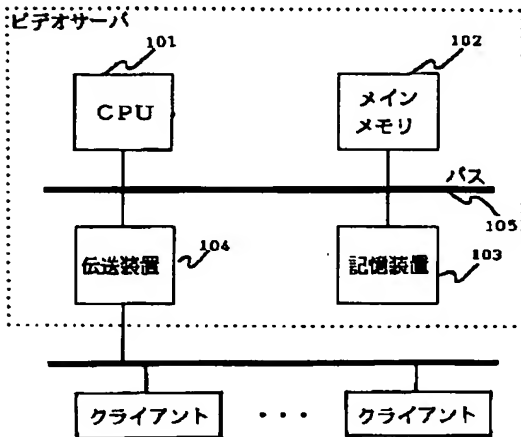 ビデオサーバ
101
102
CPU
メイン
メモリ
バス
105
伝送装置
104
記憶装置
103
クライアント
・・・
クライアント